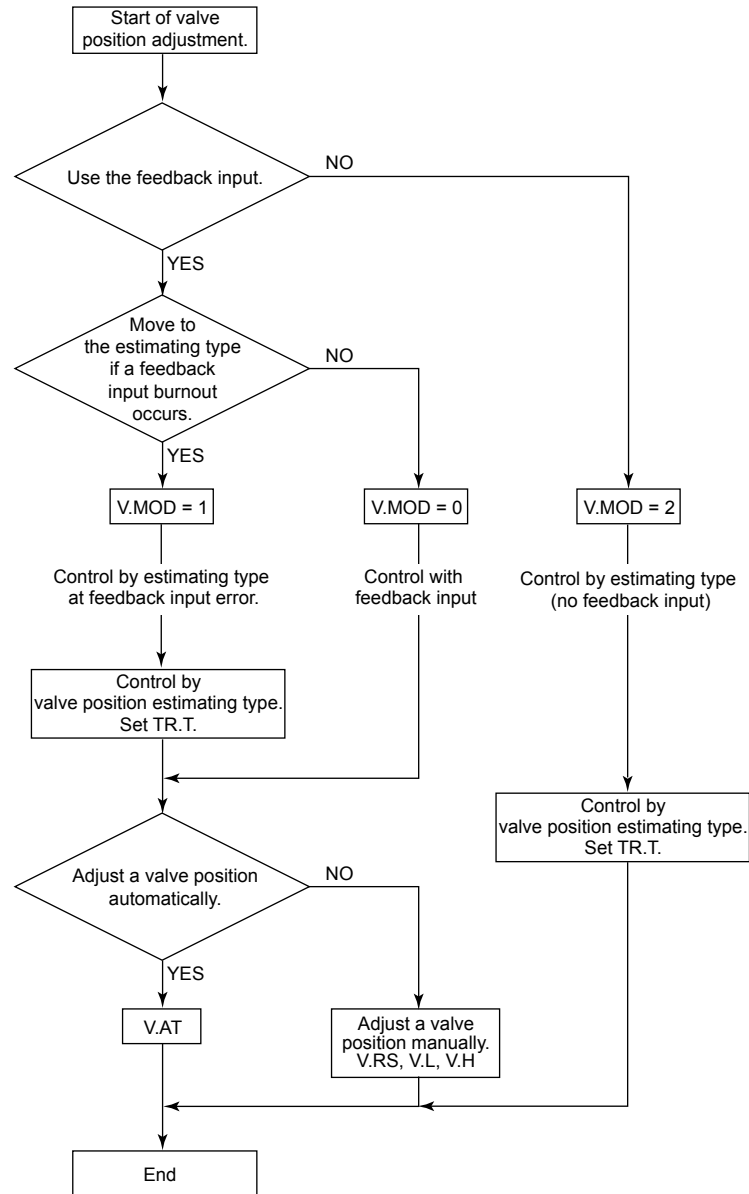 Start of valve
position adjustment.
Use the feedback input.
NO
YES
Move to
the estimating type
if a feedback
input burnout
occurs.
NO
YES
V.MOD = 1
V.MOD = 0
V.MOD = 2
Control by estimating type
at feedback input error.
Control with
feedback input
Control by estimating type
(no feedback input)
Control by
valve position estimating type.
Set TR.T.
Control by
valve position estimating type.
Set TR.T.
Adjust a valve position
automatically.
NO
YES
V.AT
Adjust a valve
position manually.
V.RS, V.L, V.H
End